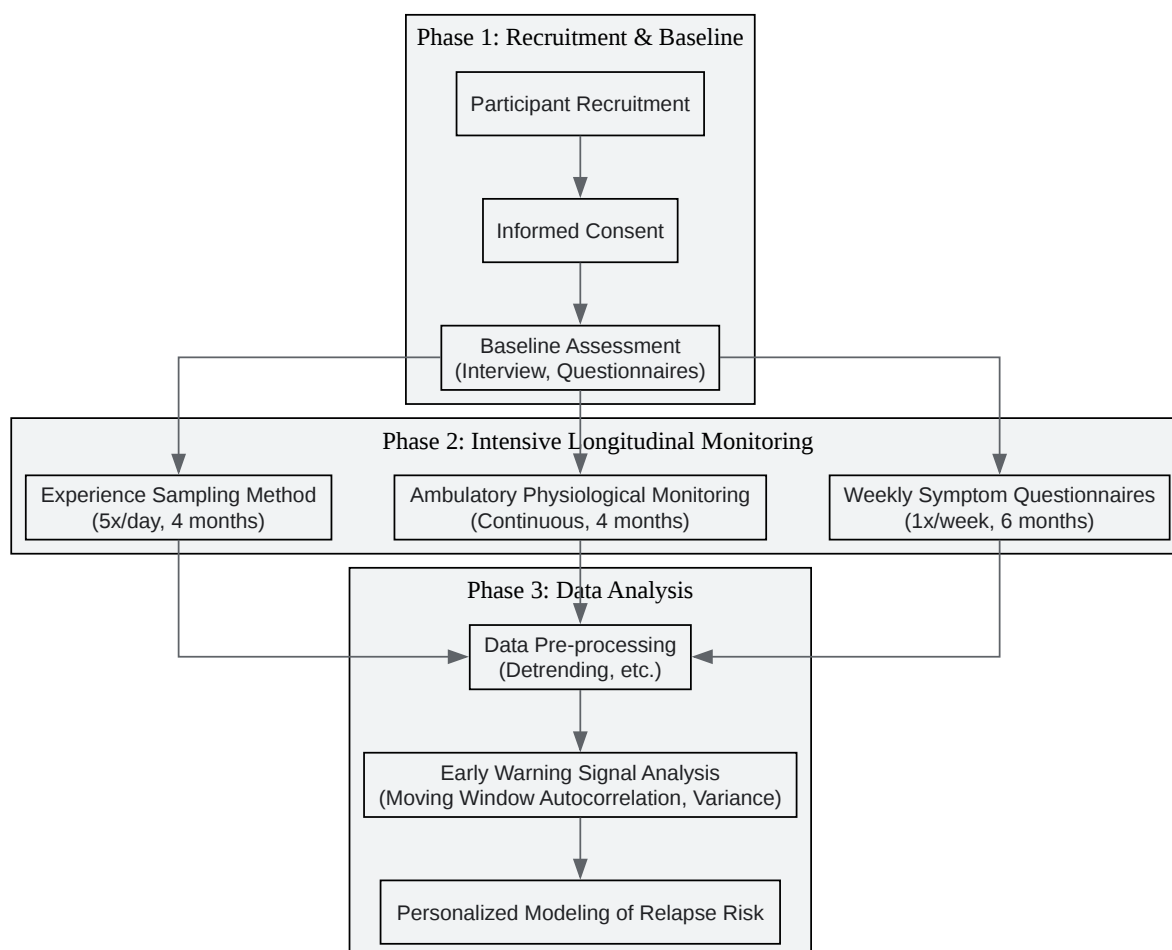 Phase 1: Recruitment & Baseline
Participant Recruitment
Informed Consent
Baseline Assessment
(Interview, Questionnaires)
Phase 2: Intensive Longitudinal Monitoring
Experience Sampling Method
(5x/day, 4 months)
Ambulatory Physiological Monitoring
(Continuous, 4 months)
Weekly Symptom Questionnaires
(1x/week, 6 months)
Phase 3: Data Analysis
Data Pre-processing
(Detrending, etc.)
Early Warning Signal Analysis
(Moving Window Autocorrelation, Variance)
Personalized Modeling of Relapse Risk